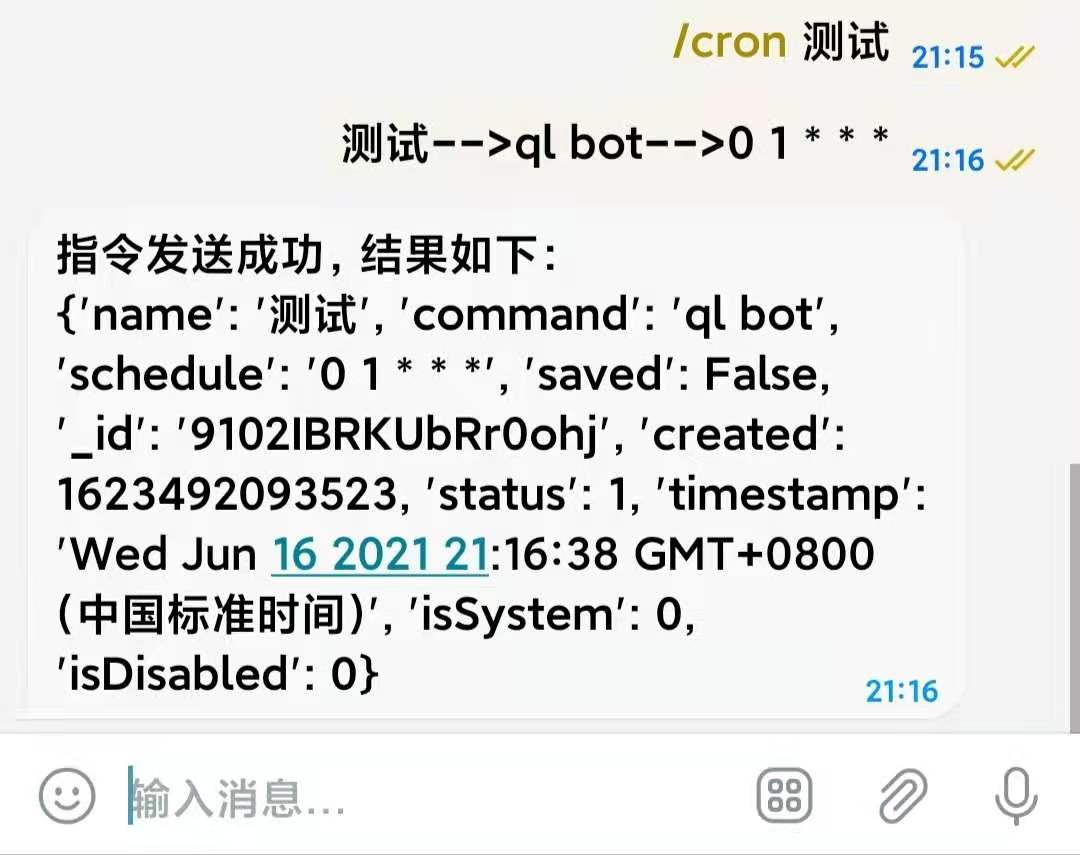 /cron 测试 21:15
测试-->ql bot-->0 1 * * * 21:16
指令发送成功，结果如下：
{'name': '测试', 'command': 'ql bot',
'schedule': '0 1 * * *', 'saved': False,
'_id': '9102IBRKUbRr0ohj', 'created':
1623492093523, 'status': 1, 'timestamp':
'Wed Jun 16 2021 21:16:38 GMT+0800
(中国标准时间)', 'isSystem': 0,
'isDisabled': 0}
21:16
输入消息...